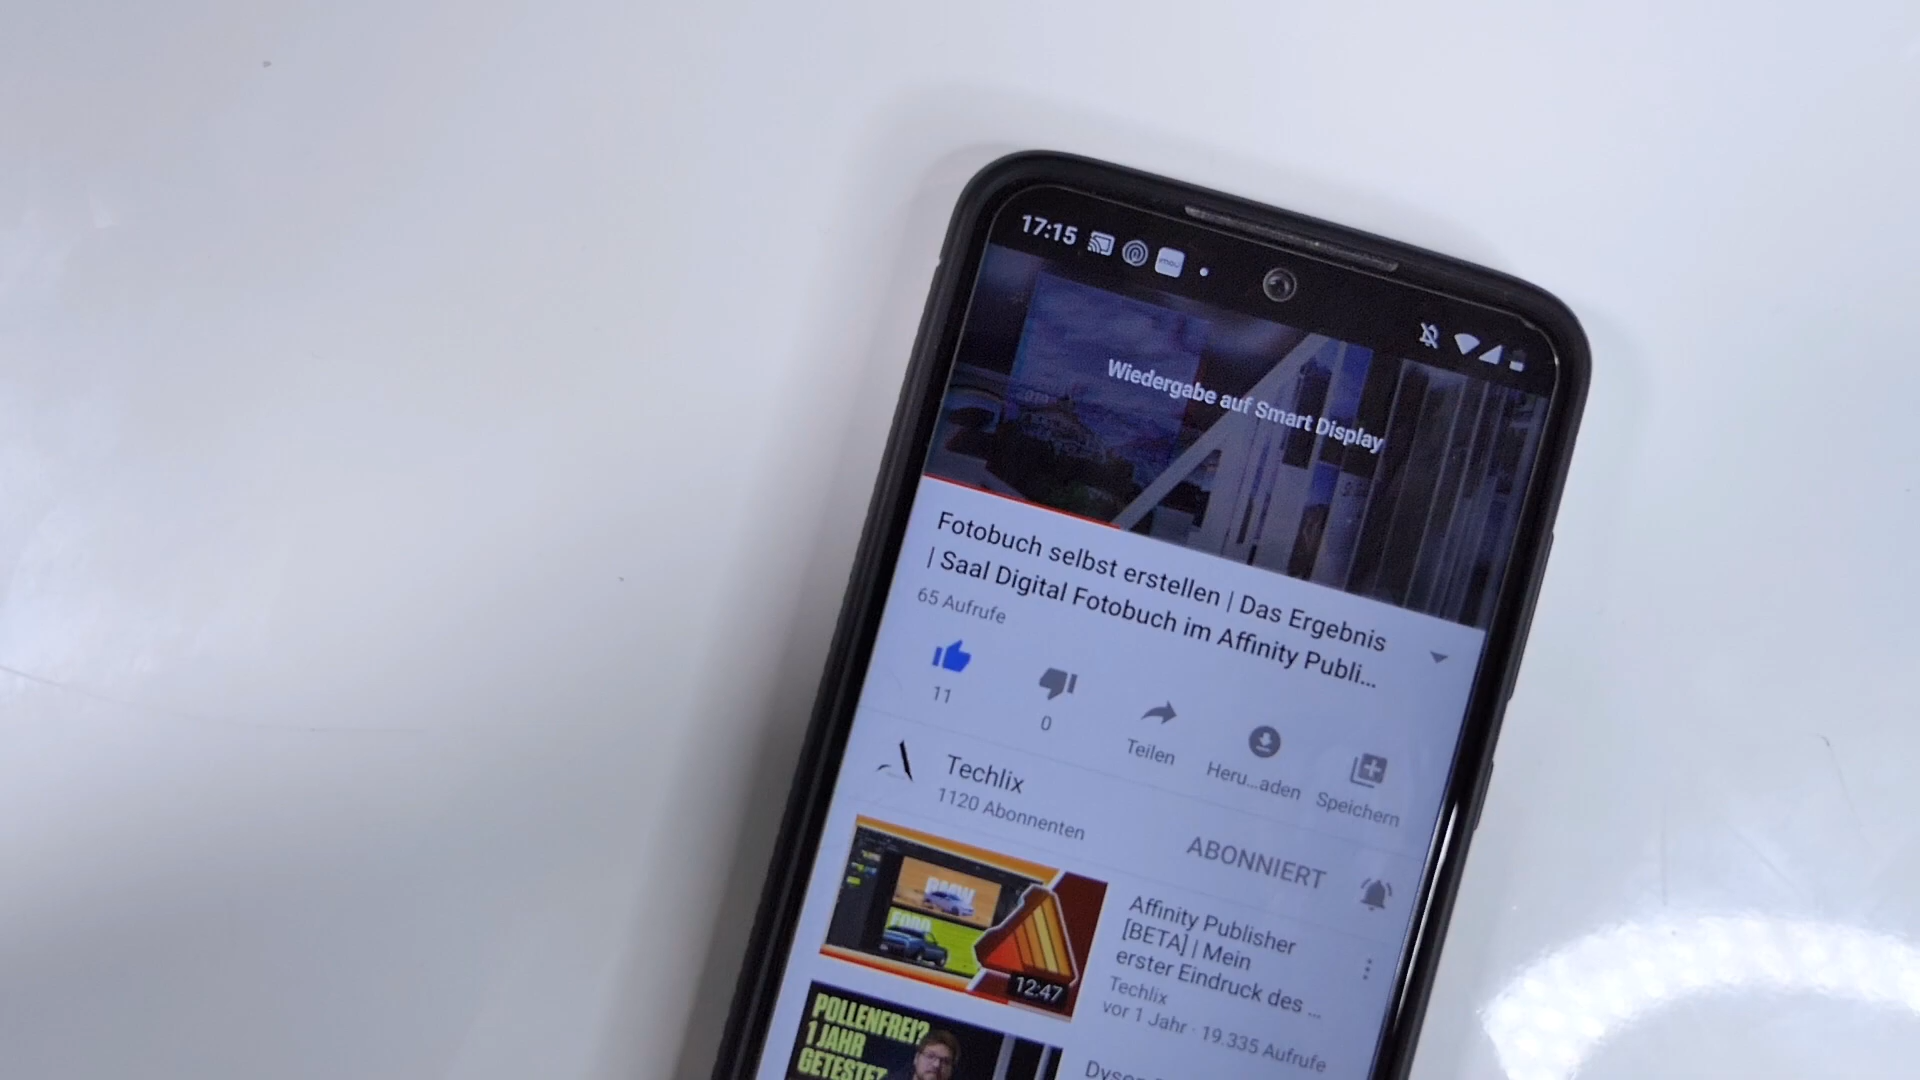 17:15
Wiedergabe auf Smart Display
Fotobuch selbst erstellen | Das Ergebnis
| Saal Digital Fotobuch im Affinity Publi...
65 Aufrufe
11
0
Teilen
Heru...aden
Speichern
Techlix
1120 Abonnenten
ABONNIERT
BMW
FORD
12:47
Affinity Publisher
[BETA] | Mein
erster Eindruck des ...
Techlix
vor 1 Jahr · 19.335 Aufrufe
POLLENFREI?
1 JAHR
GETESTET